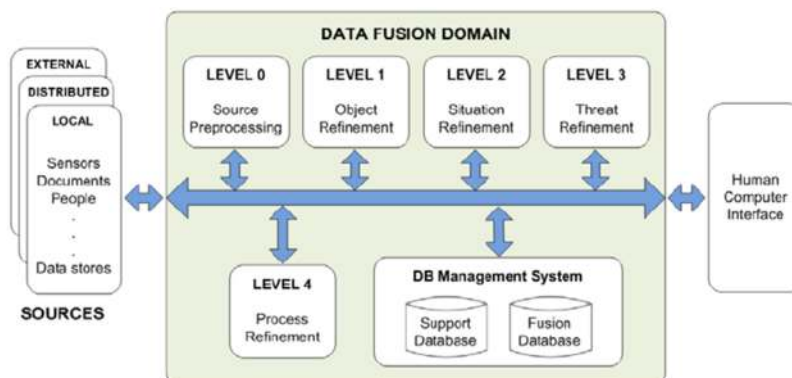 DATA FUSION DOMAIN
EXTERNAL
DISTRIBUTED
LOCAL
Sensors
Documents
People
.
.
.
Data stores
SOURCES
LEVEL 0
Source
Preprocessing
LEVEL 1
Object
Refinement
LEVEL 2
Situation
Refinement
LEVEL 3
Threat
Refinement
LEVEL 4
Process
Refinement
DB Management System
Support
Database
Fusion
Database
Human
Computer
Interface